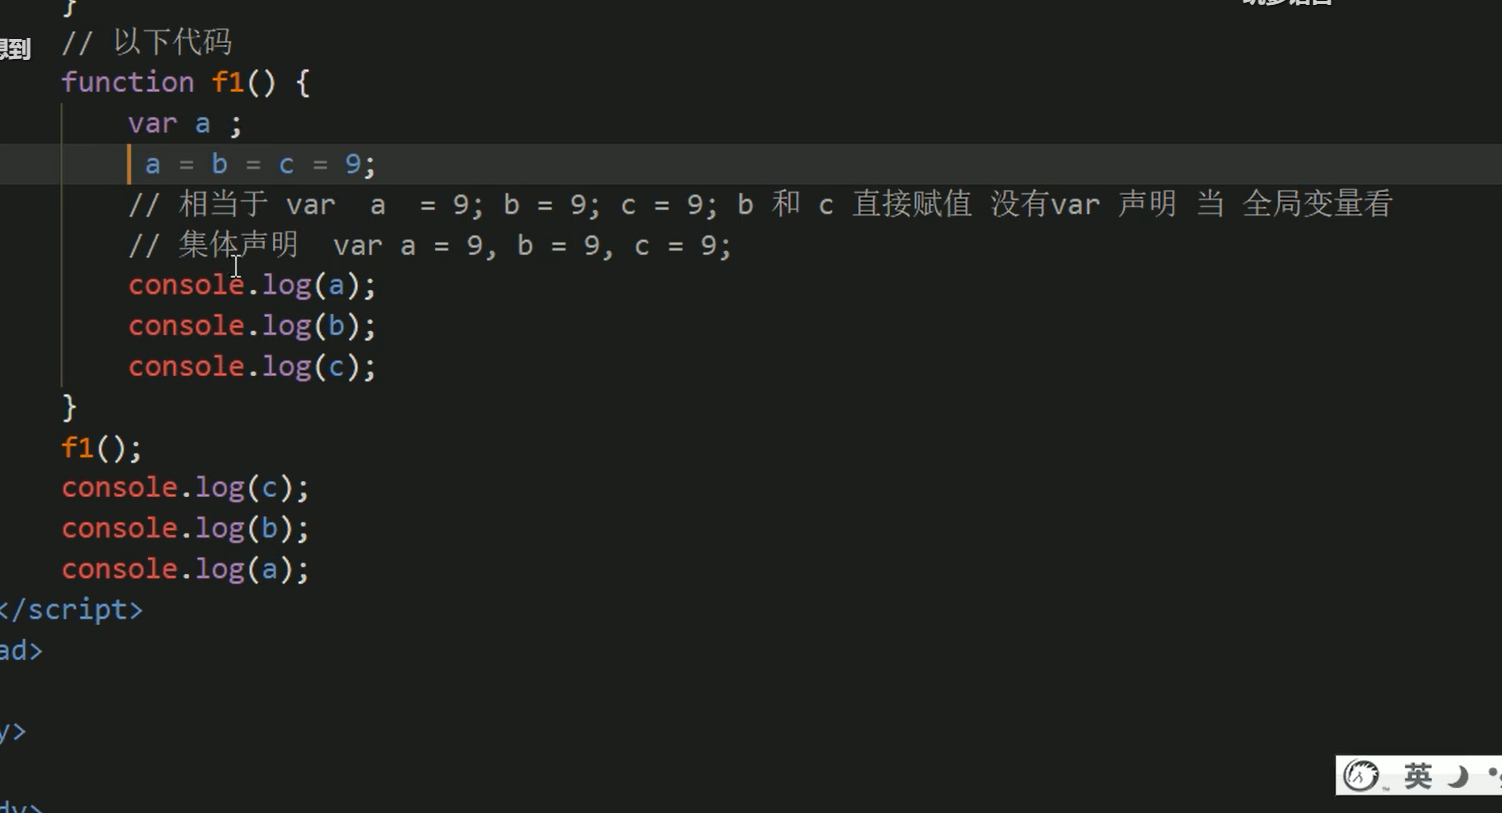 }
想到
// 以下代码
function f1() {
var a ;
a = b = c = 9;
// 相当于 var a = 9; b = 9; c = 9; b 和 c 直接赋值 没有var 声明 当 全局变量看
// 集体声明 var a = 9, b = 9, c = 9;
console.log(a);
console.log(b);
console.log(c);
}
f1();
console.log(c);
console.log(b);
console.log(a);
</script>
ad>
y>
dy>
英